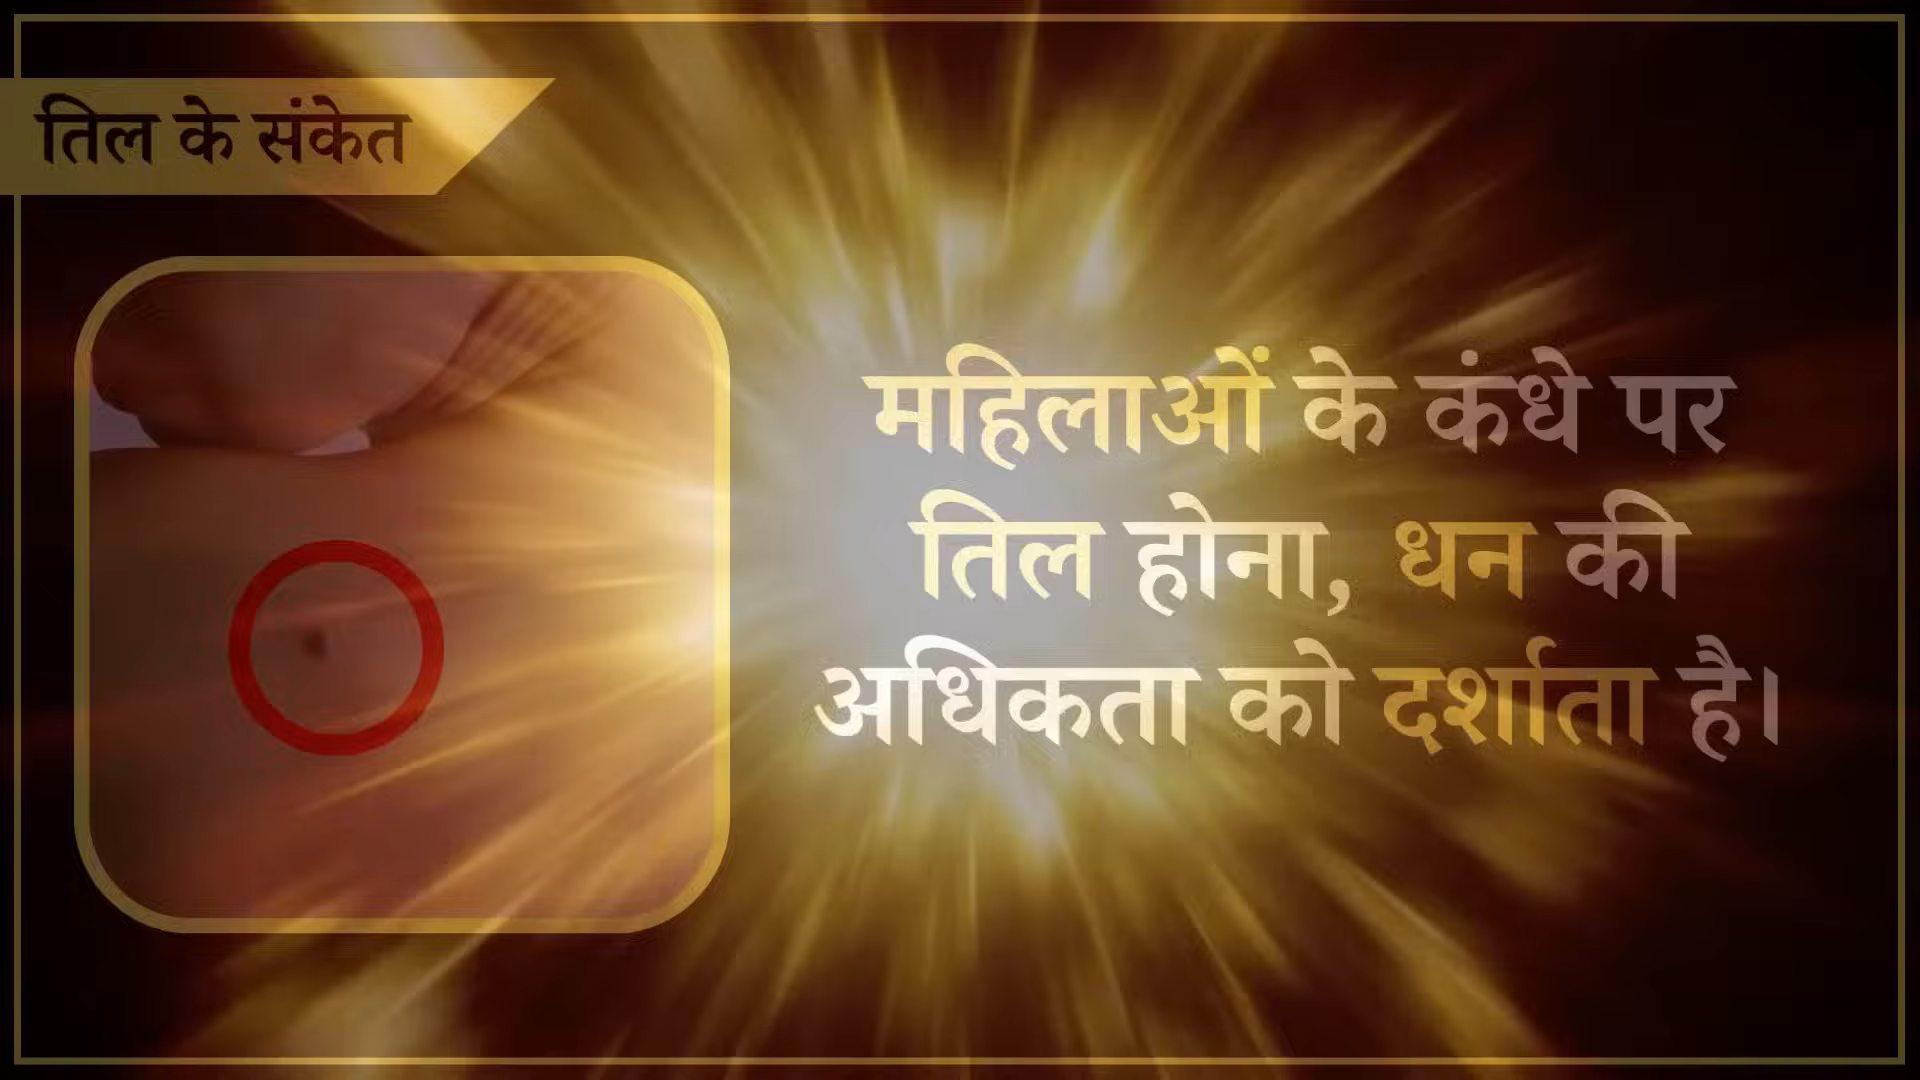 तिल के संकेत
महिलाओं के कंधे पर
तिल होना, धन की
अधिकता को दर्शाता है।